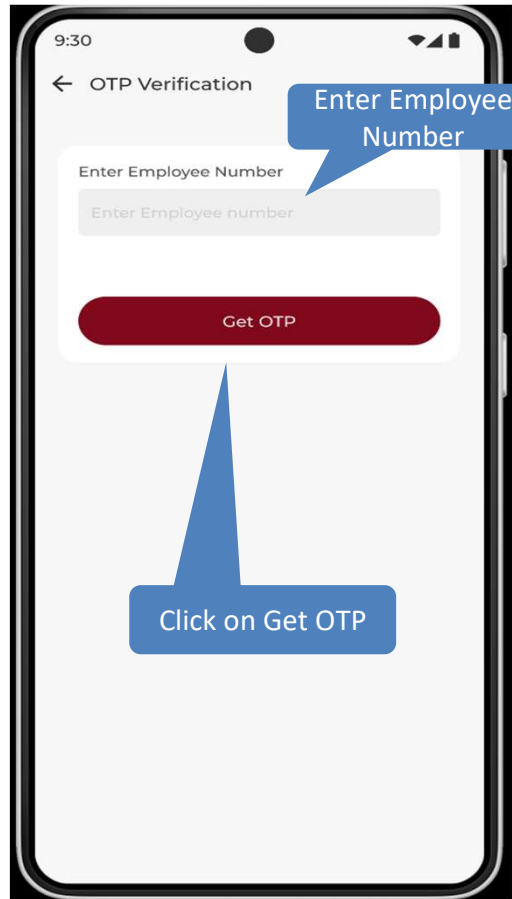 9:30
OTP Verification
Enter Employee
Number
Enter Employee Number
Enter Employee number
Get OTP
Click on Get OTP